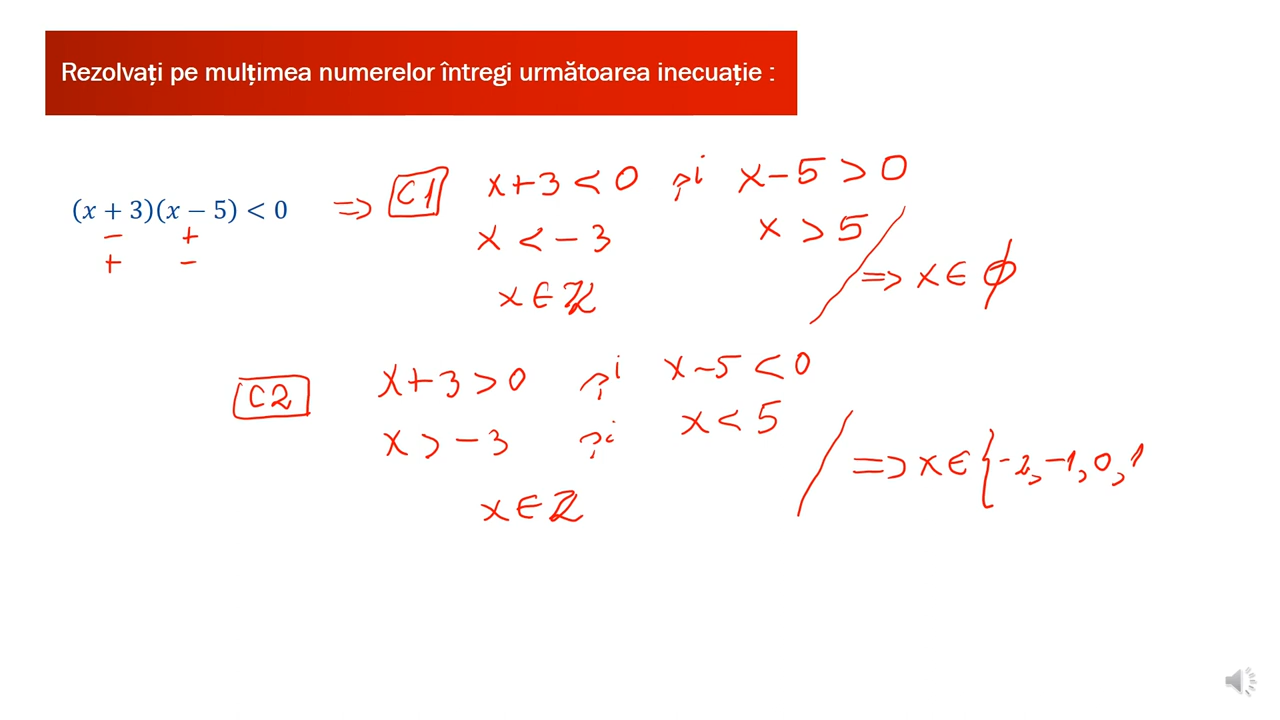 Rezolvați pe mulțimea numerelor întregi următoarea inecuație :
(x + 3)(x − 5) < 0 => C1 x+3 < 0 și x−5 > 0
− + x < −3 x > 5
+ − x ∈ ℤ => x ∈ ∅
C2 x+3 > 0 și x−5 < 0
x > −3 și x < 5
x ∈ ℤ => x ∈ {−2, −1, 0, 1